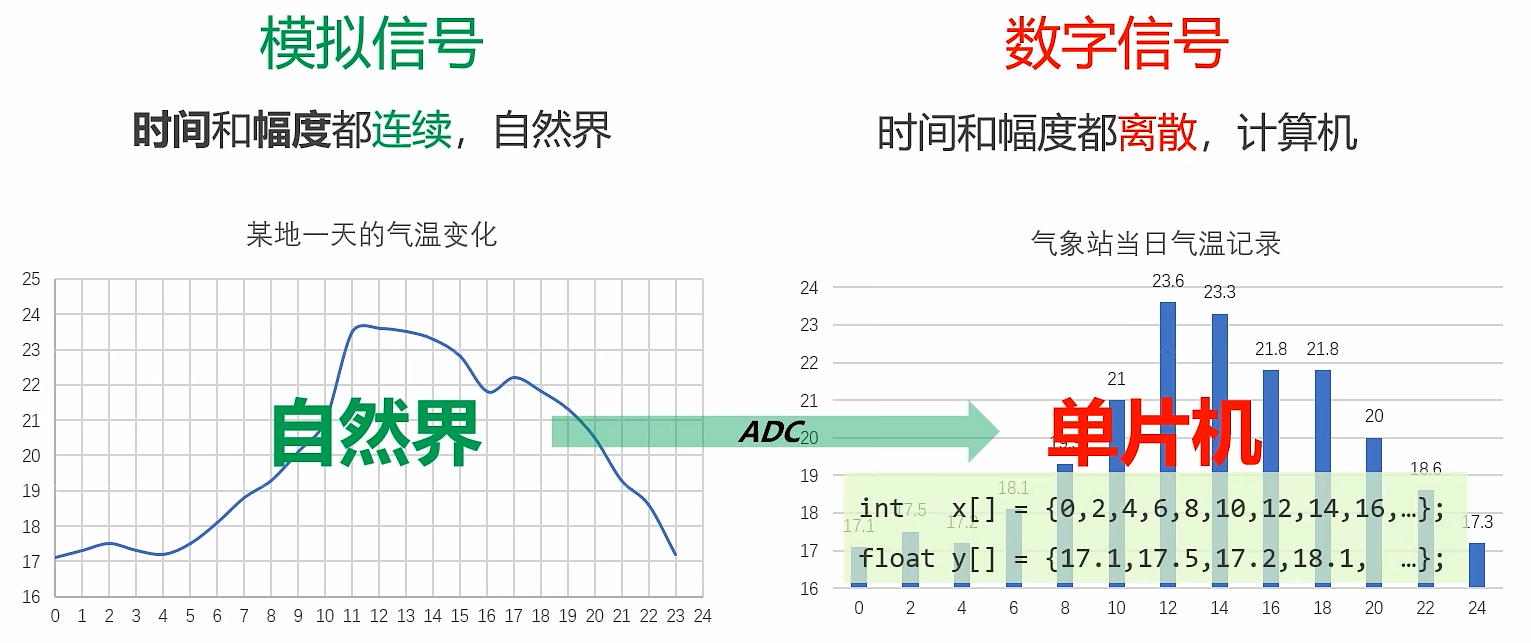 模拟信号
时间和幅度都连续，自然界
某地一天的气温变化
25
24
23
22
21
20
19
18
17
16
0 1 2 3 4 5 6 7 8 9 10 11 12 13 14 15 16 17 18 19 20 21 22 23 24
自然界
ADC
数字信号
时间和幅度都离散，计算机
气象站当日气温记录
24
23
22
21
20
19
18
17
16
23.6
23.3
21.8 21.8
21
20
18.6
18.1
17.1 17.2 17.3
单片机
int x[] = {0,2,4,6,8,10,12,14,16,…};
float y[] = {17.1,17.5,17.2,18.1, …};
0 2 4 6 8 10 12 14 16 18 20 22 24